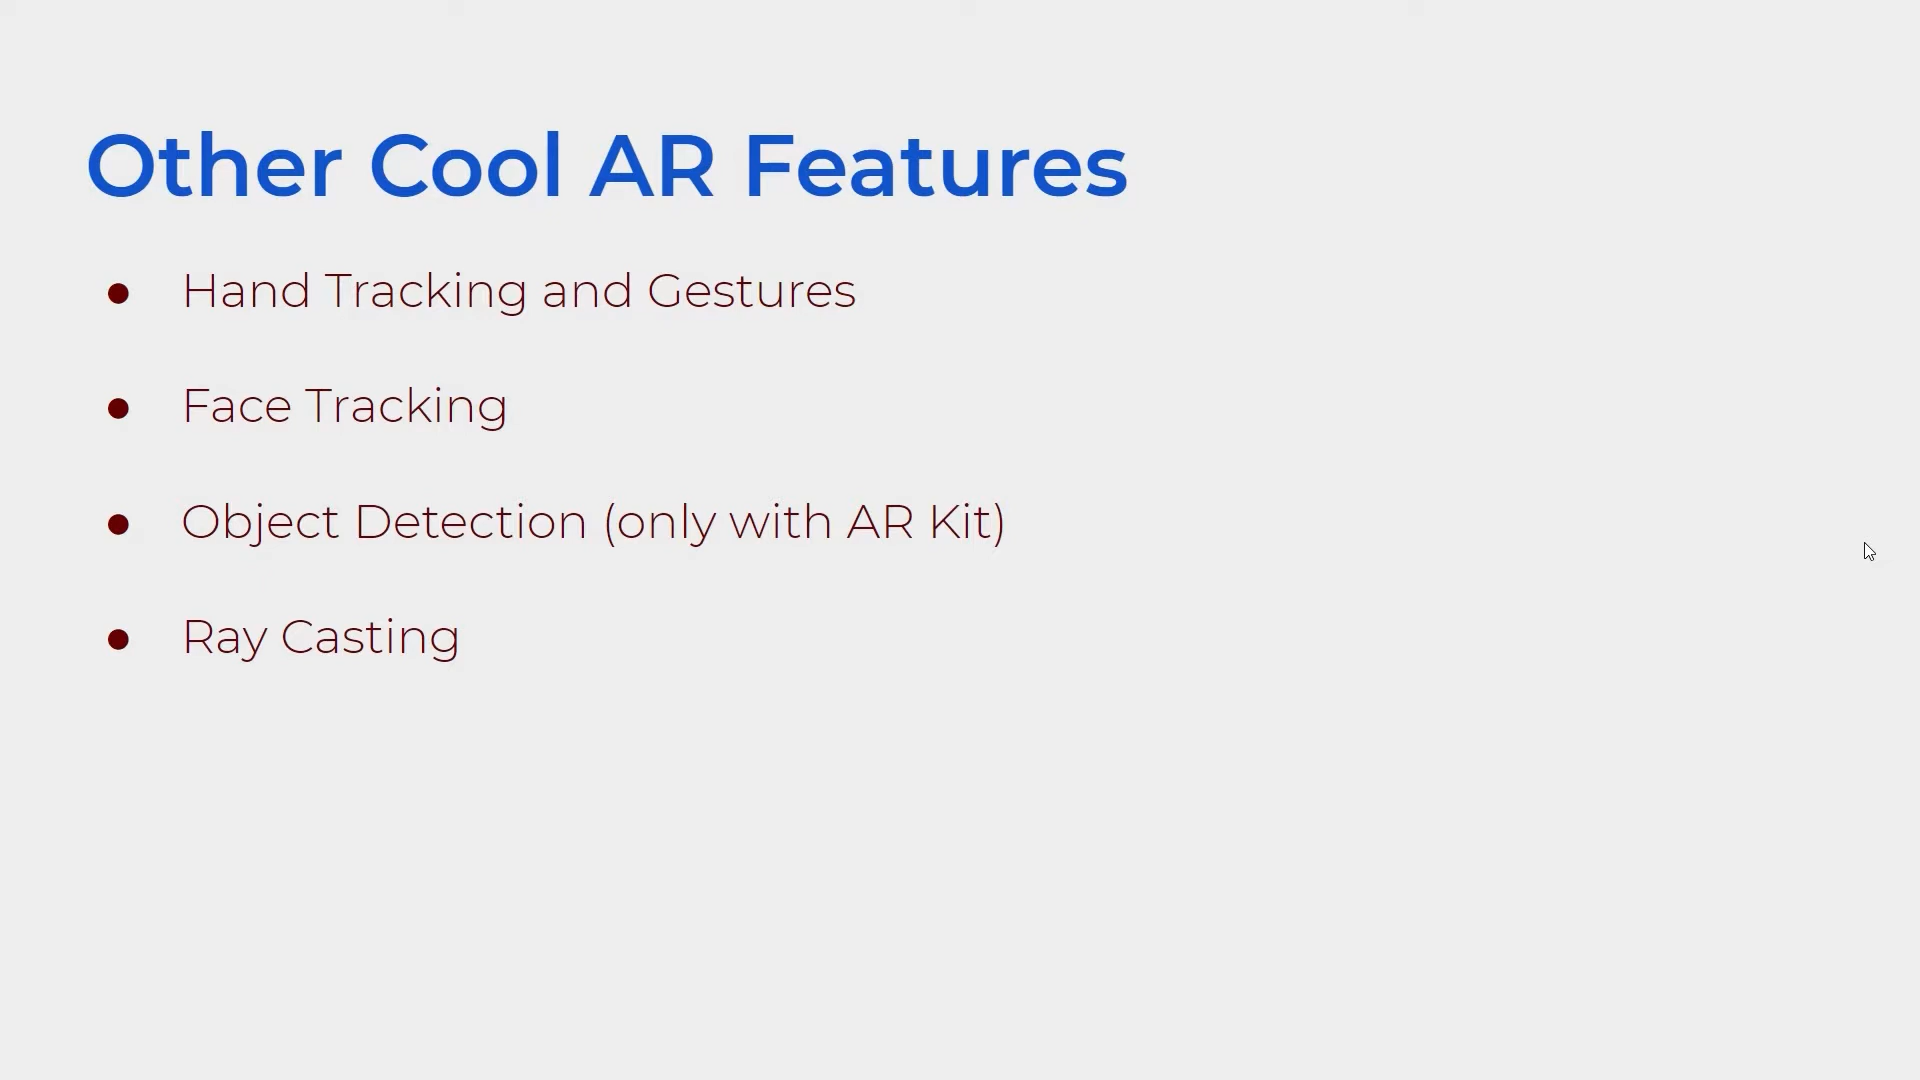 Other Cool AR Features
● Hand Tracking and Gestures
● Face Tracking
● Object Detection (only with AR Kit)
● Ray Casting